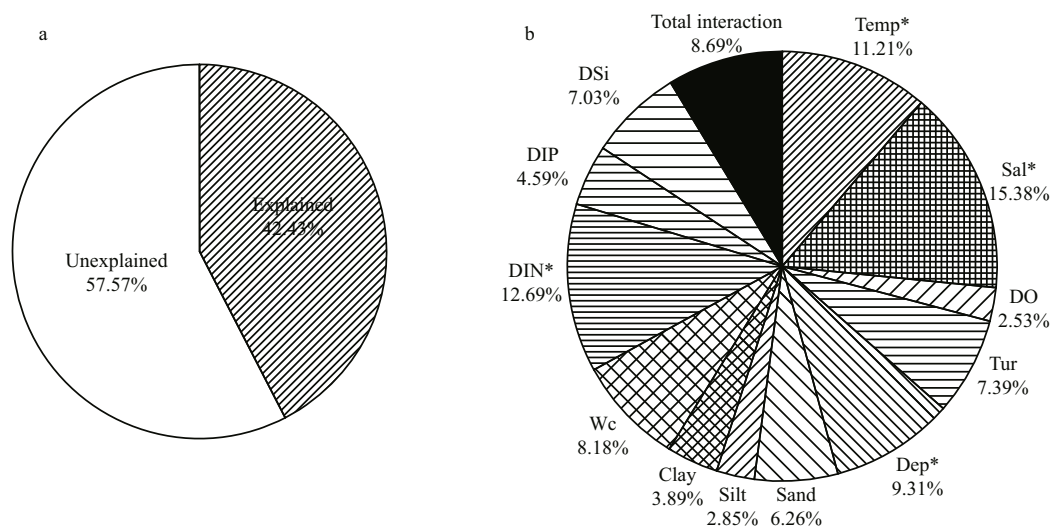 a
Explained
42.43%
Unexplained
57.57%
b
Total interaction
8.69%
Temp*
11.21%
Sal*
15.38%
DO
2.53%
Tur
7.39%
Dep*
9.31%
Sand
6.26%
Silt
2.85%
Clay
3.89%
Wc
8.18%
DIN*
12.69%
DIP
4.59%
DSi
7.03%